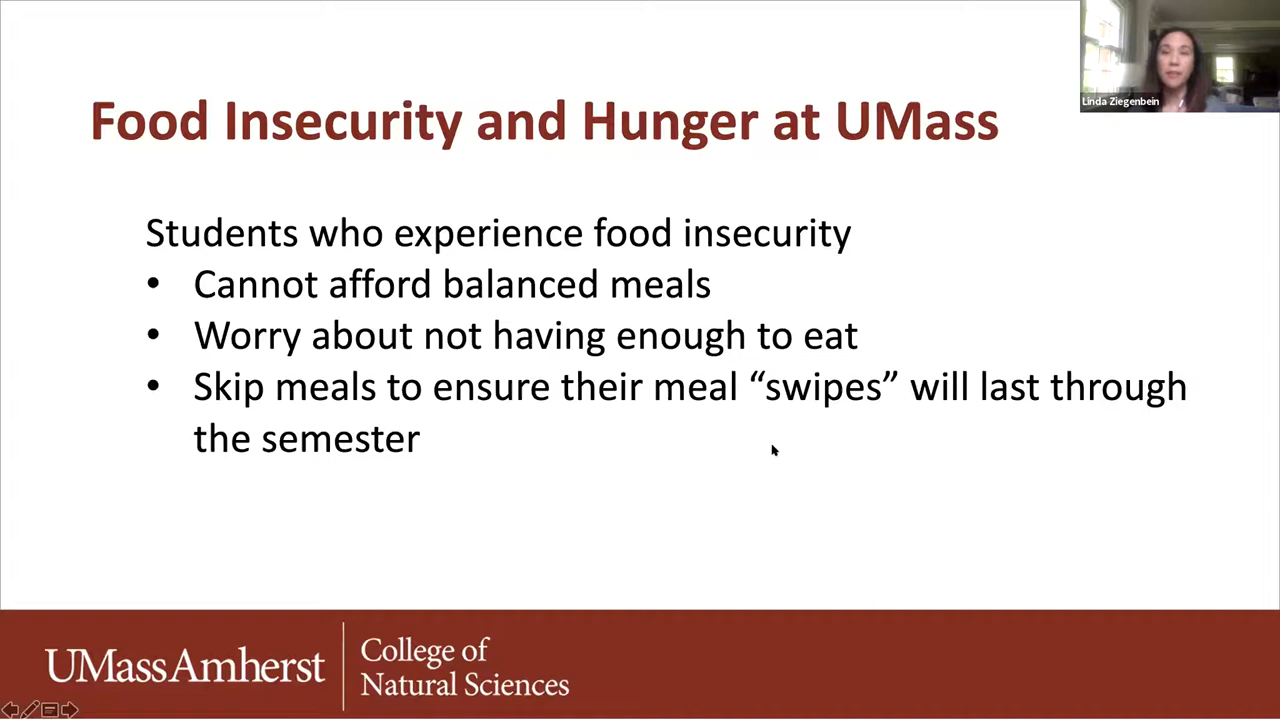 Linda Ziegenbein
Food Insecurity and Hunger at UMass
Students who experience food insecurity
• Cannot afford balanced meals
• Worry about not having enough to eat
• Skip meals to ensure their meal “swipes” will last through
the semester
UMassAmherst
College of
Natural Sciences